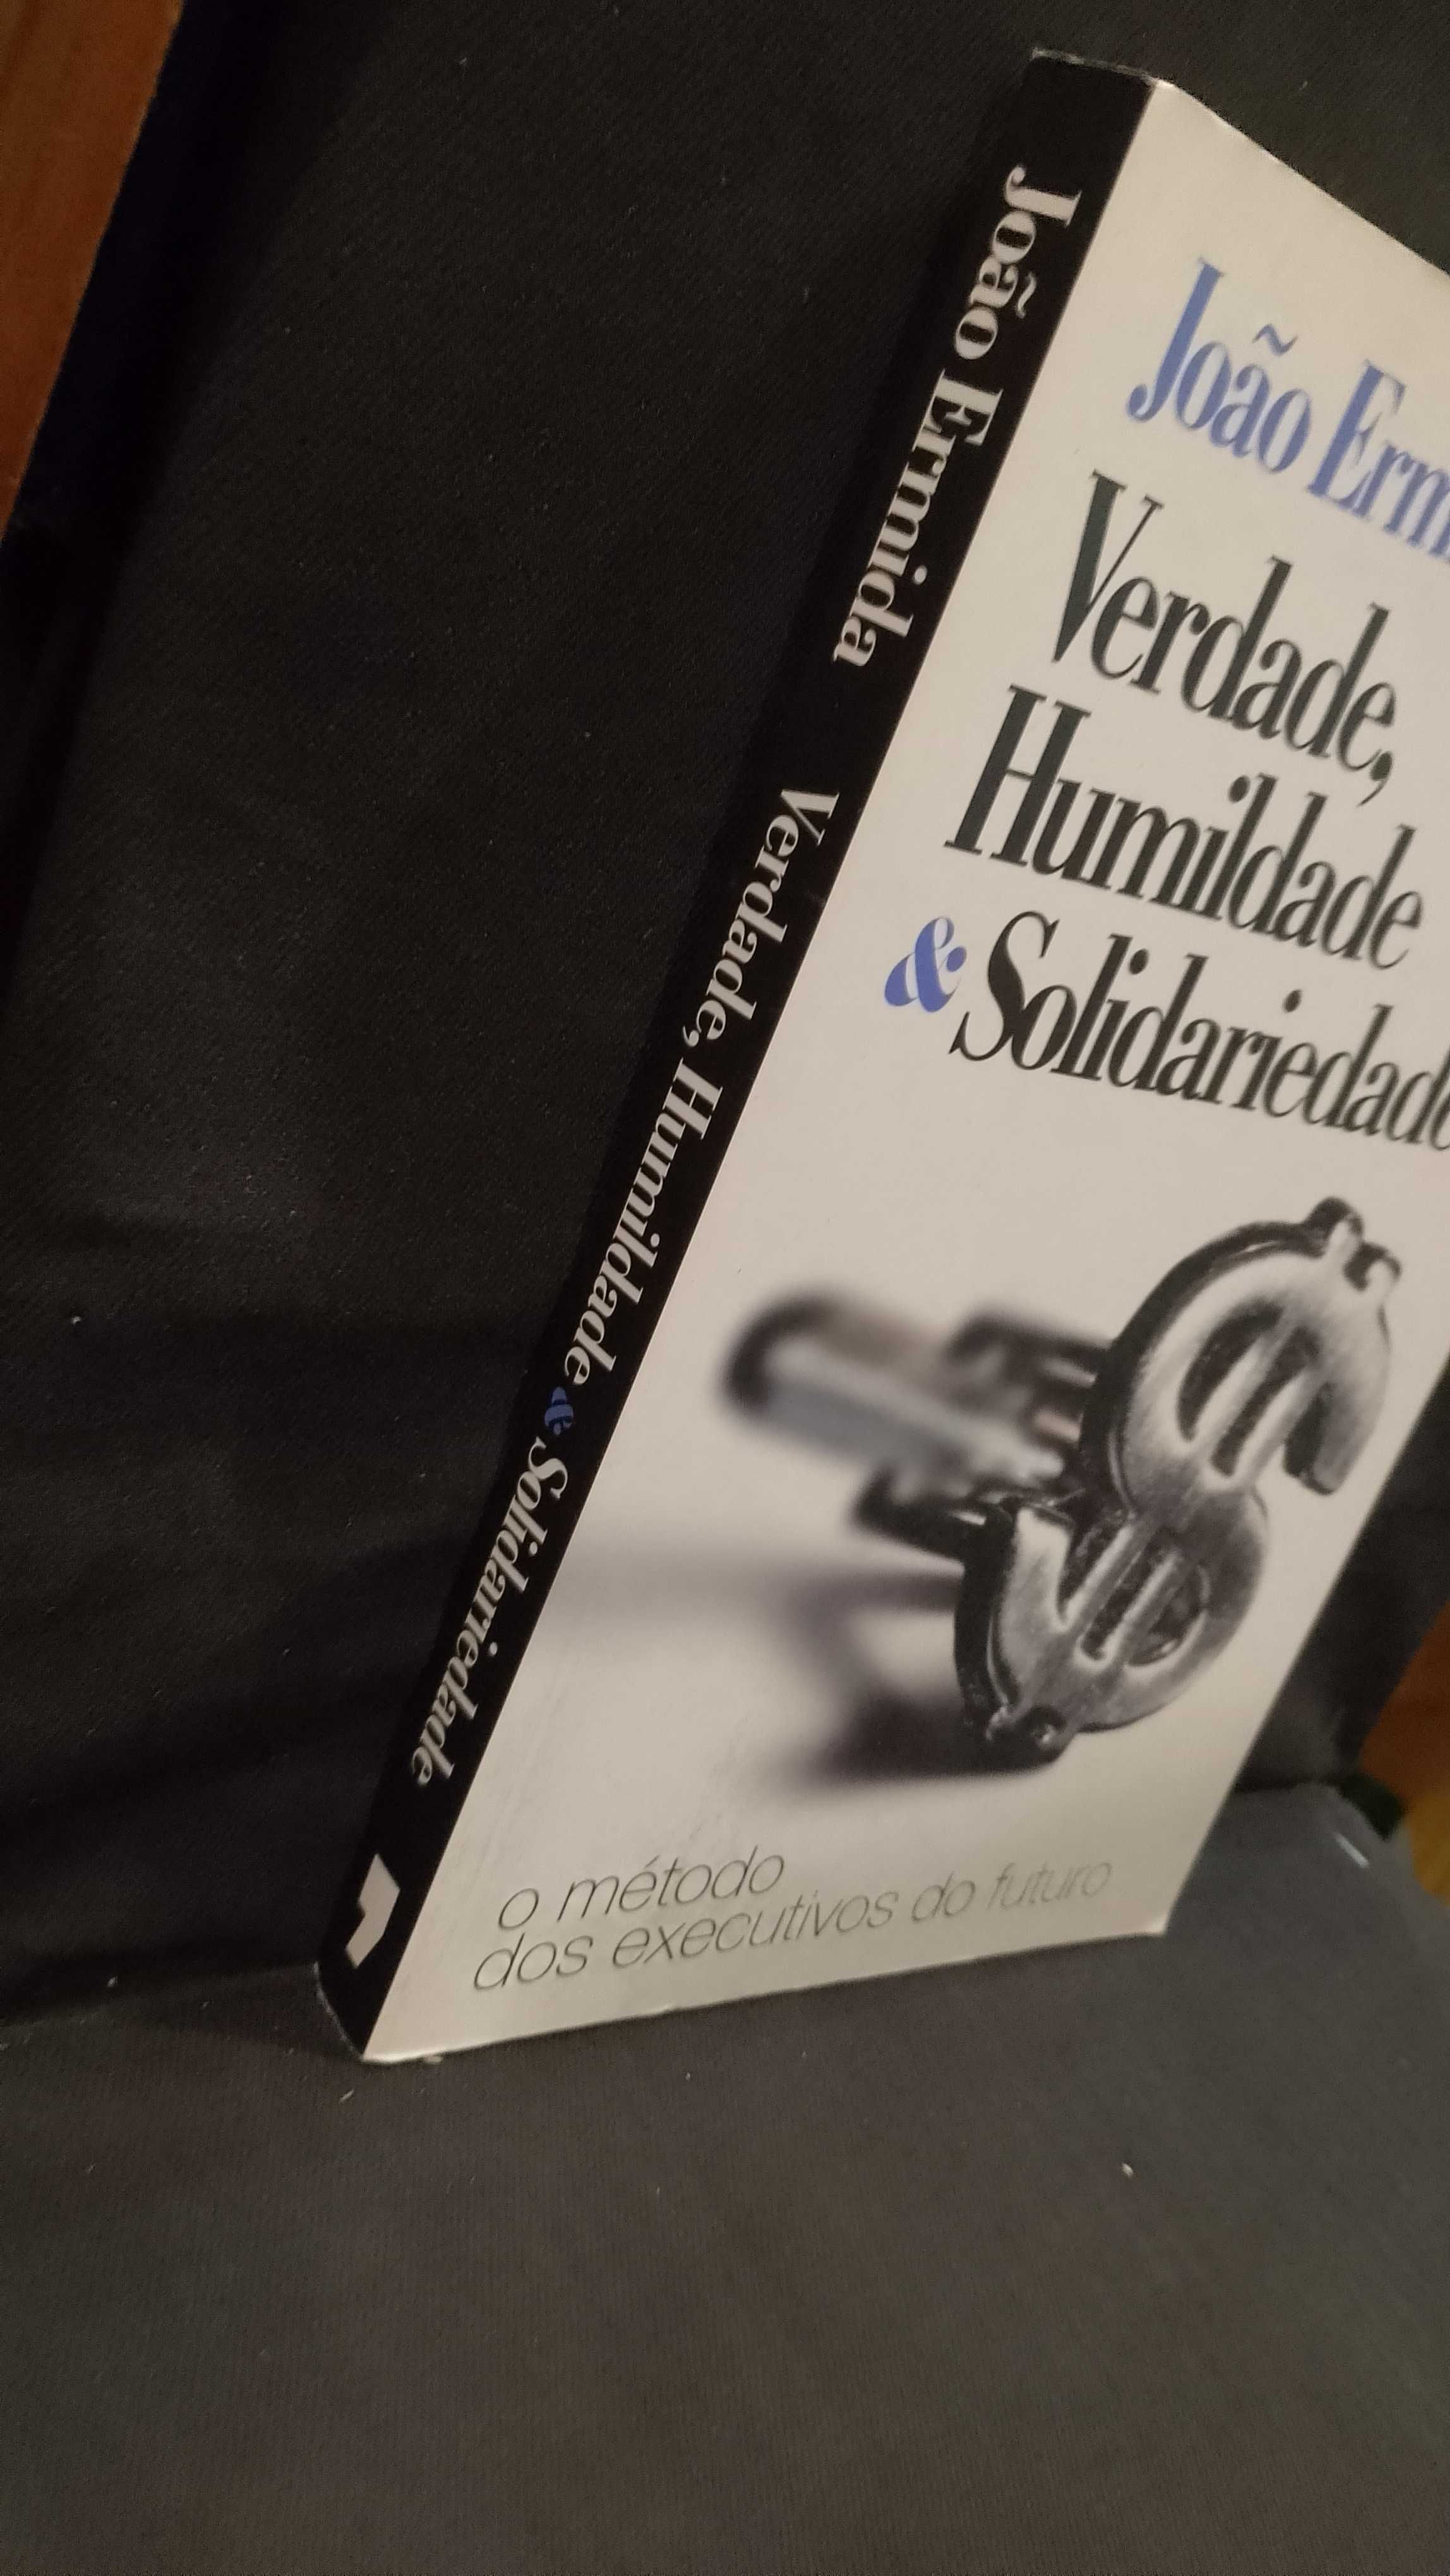 João Ermida Verdade, Humildade & Solidariedade
João Erm
Verdade,
Humildade
& Solidariedade
o método
dos executivos do futuro